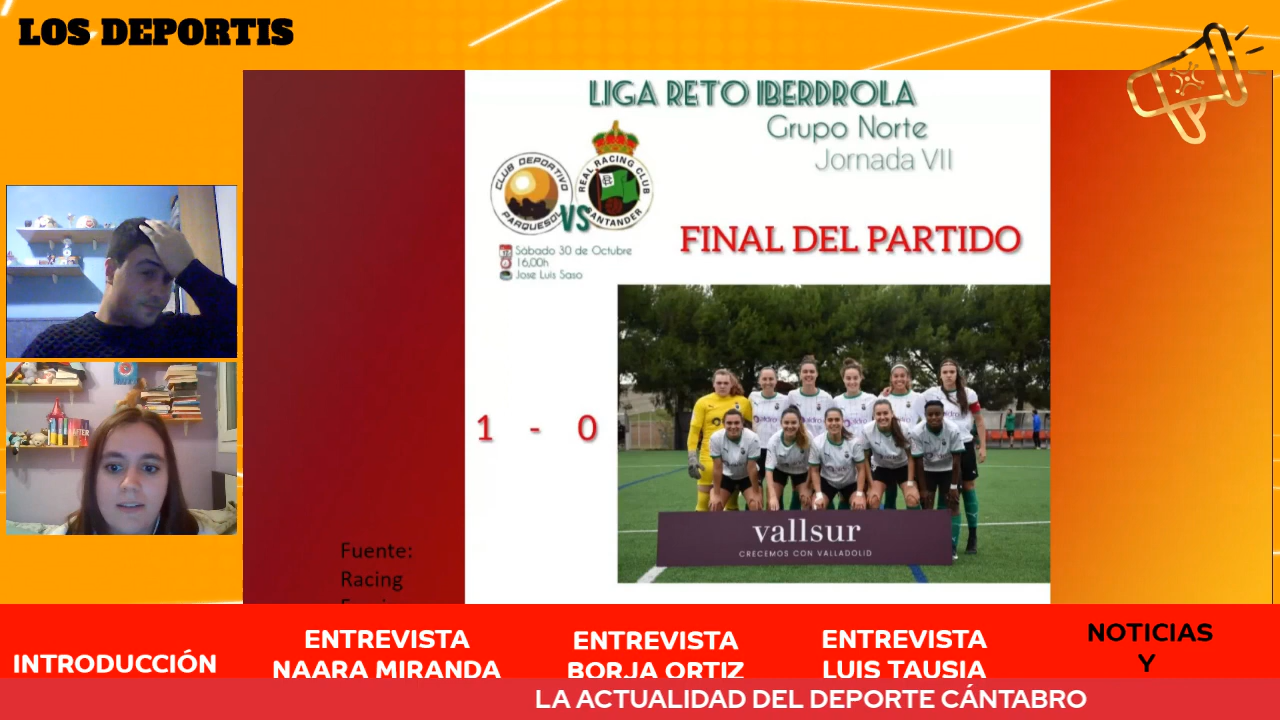 LOS DEPORTIS
LIGA RETO IBERDROLA
Grupo Norte
Jornada VII
CLUB DEPORTIVO
PARQUESOL
VS
REAL RACING CLUB
SANTANDER
FINAL DEL PARTIDO
Sábado 30 de Octubre
16,00h
Jose Luis Saso
1 - 0
vallsur
CRECEMOS CON VALLADOLID
Fuente:
Racing
INTRODUCCIÓN
ENTREVISTA
NAARA MIRANDA
ENTREVISTA
BORJA ORTIZ
ENTREVISTA
LUIS TAUSIA
NOTICIAS
Y
LA ACTUALIDAD DEL DEPORTE CÁNTABRO